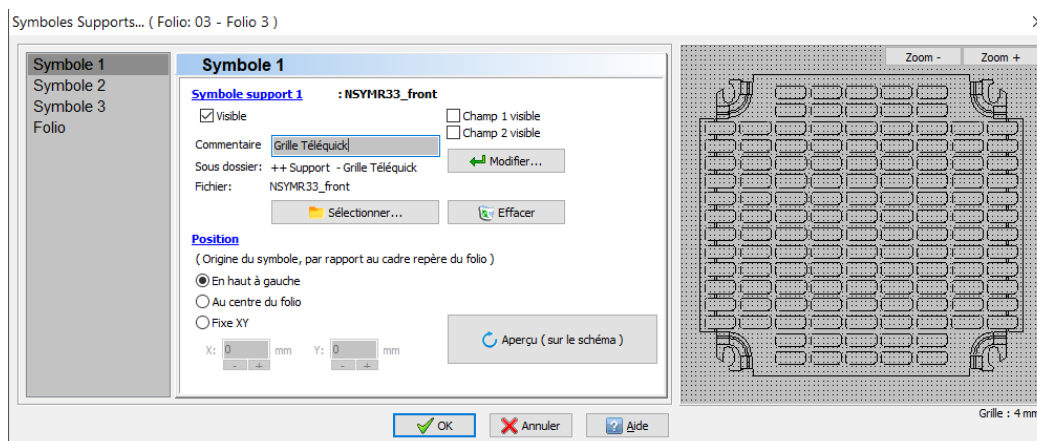 Symboles Supports... ( Folio: 03 - Folio 3 )
Symbole 1
Symbole 2
Symbole 3
Folio
Symbole 1
Symbole support 1 : NSYMR33_front
Visible
Champ 1 visible
Champ 2 visible
Commentaire Grille Téléquick
Modifier...
Sous dossier: ++ Support - Grille Téléquick
Fichier: NSYMR33_front
Sélectionner... Effacer
Position
( Origine du symbole, par rapport au cadre repère du folio )
En haut à gauche
Au centre du folio
Fixe XY
X: 0 mm Y: 0 mm
- + - +
Aperçu ( sur le schéma )
OK Annuler Aide
Zoom - Zoom +
Grille : 4 mm